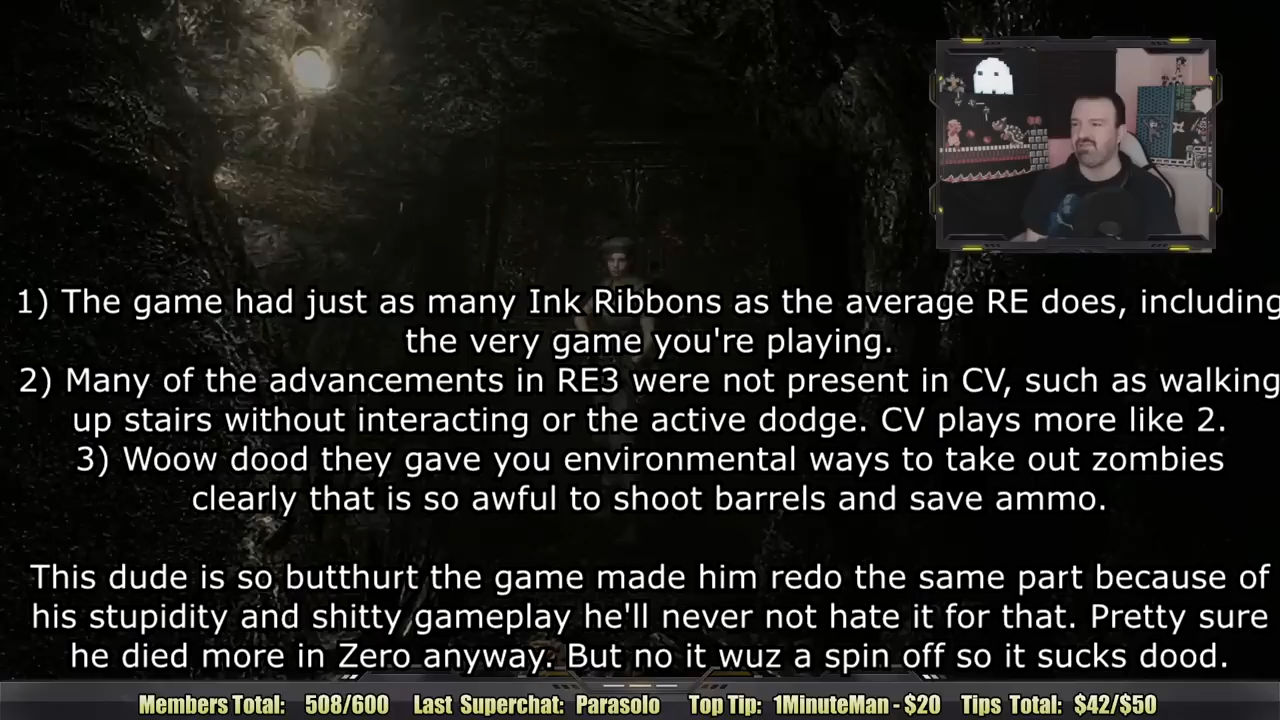 1) The game had just as many Ink Ribbons as the average RE does, including
the very game you're playing.
2) Many of the advancements in RE3 were not present in CV, such as walking
up stairs without interacting or the active dodge. CV plays more like 2.
3) Woow dood they gave you environmental ways to take out zombies
clearly that is so awful to shoot barrels and save ammo.
This dude is so butthurt the game made him redo the same part because of
his stupidity and shitty gameplay he'll never not hate it for that. Pretty sure
he died more in Zero anyway. But no it wuz a spin off so it sucks dood.
Members Total: 508/600 Last Superchat: Parasolo Top Tip: 1MinuteMan - $20 Tips Total: $42/$50